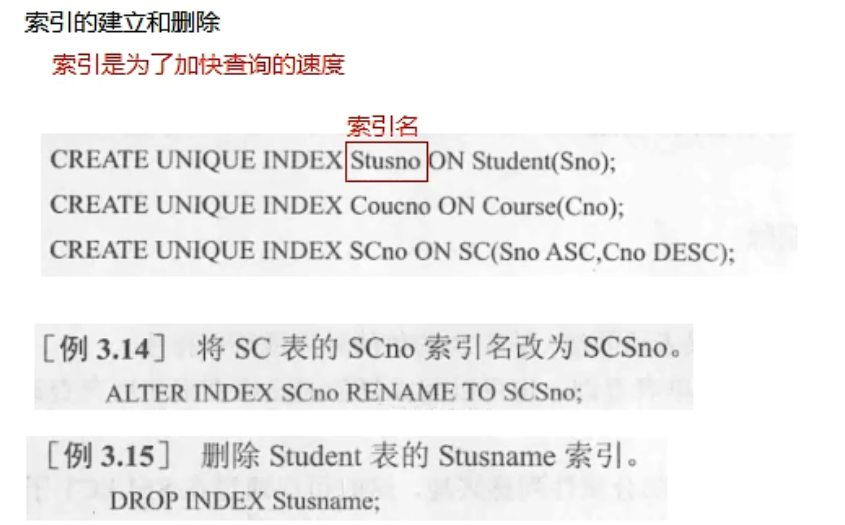 索引的建立和删除
索引是为了加快查询的速度
索引名
CREATE UNIQUE INDEX Stusno ON Student(Sno);
CREATE UNIQUE INDEX Coucno ON Course(Cno);
CREATE UNIQUE INDEX SCno ON SC(Sno ASC,Cno DESC);
［例 3.14］ 将 SC 表的 SCno 索引名改为 SCSno。
ALTER INDEX SCno RENAME TO SCSno;
［例 3.15］ 删除 Student 表的 Stusname 索引。
DROP INDEX Stusname;